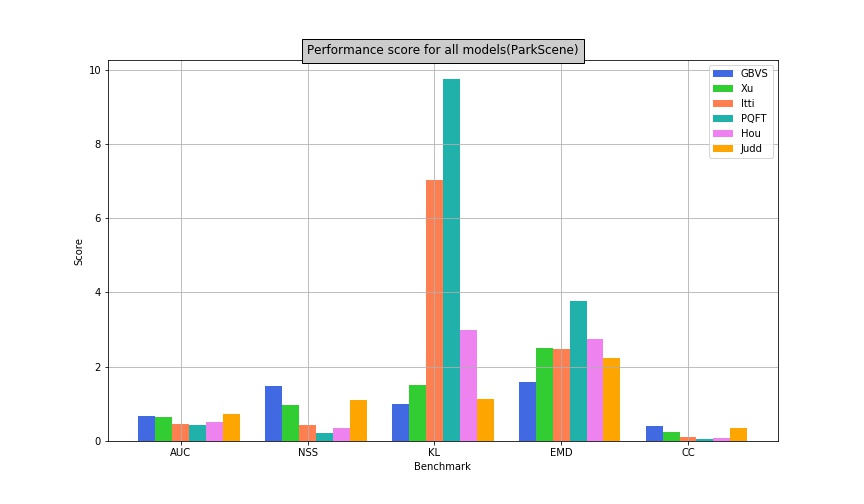 Performance score for all models(ParkScene)
10
8
6
4
2
0
Score
GBVS
Xu
Itti
PQFT
Hou
Judd
AUC NSS KL EMD CC
Benchmark